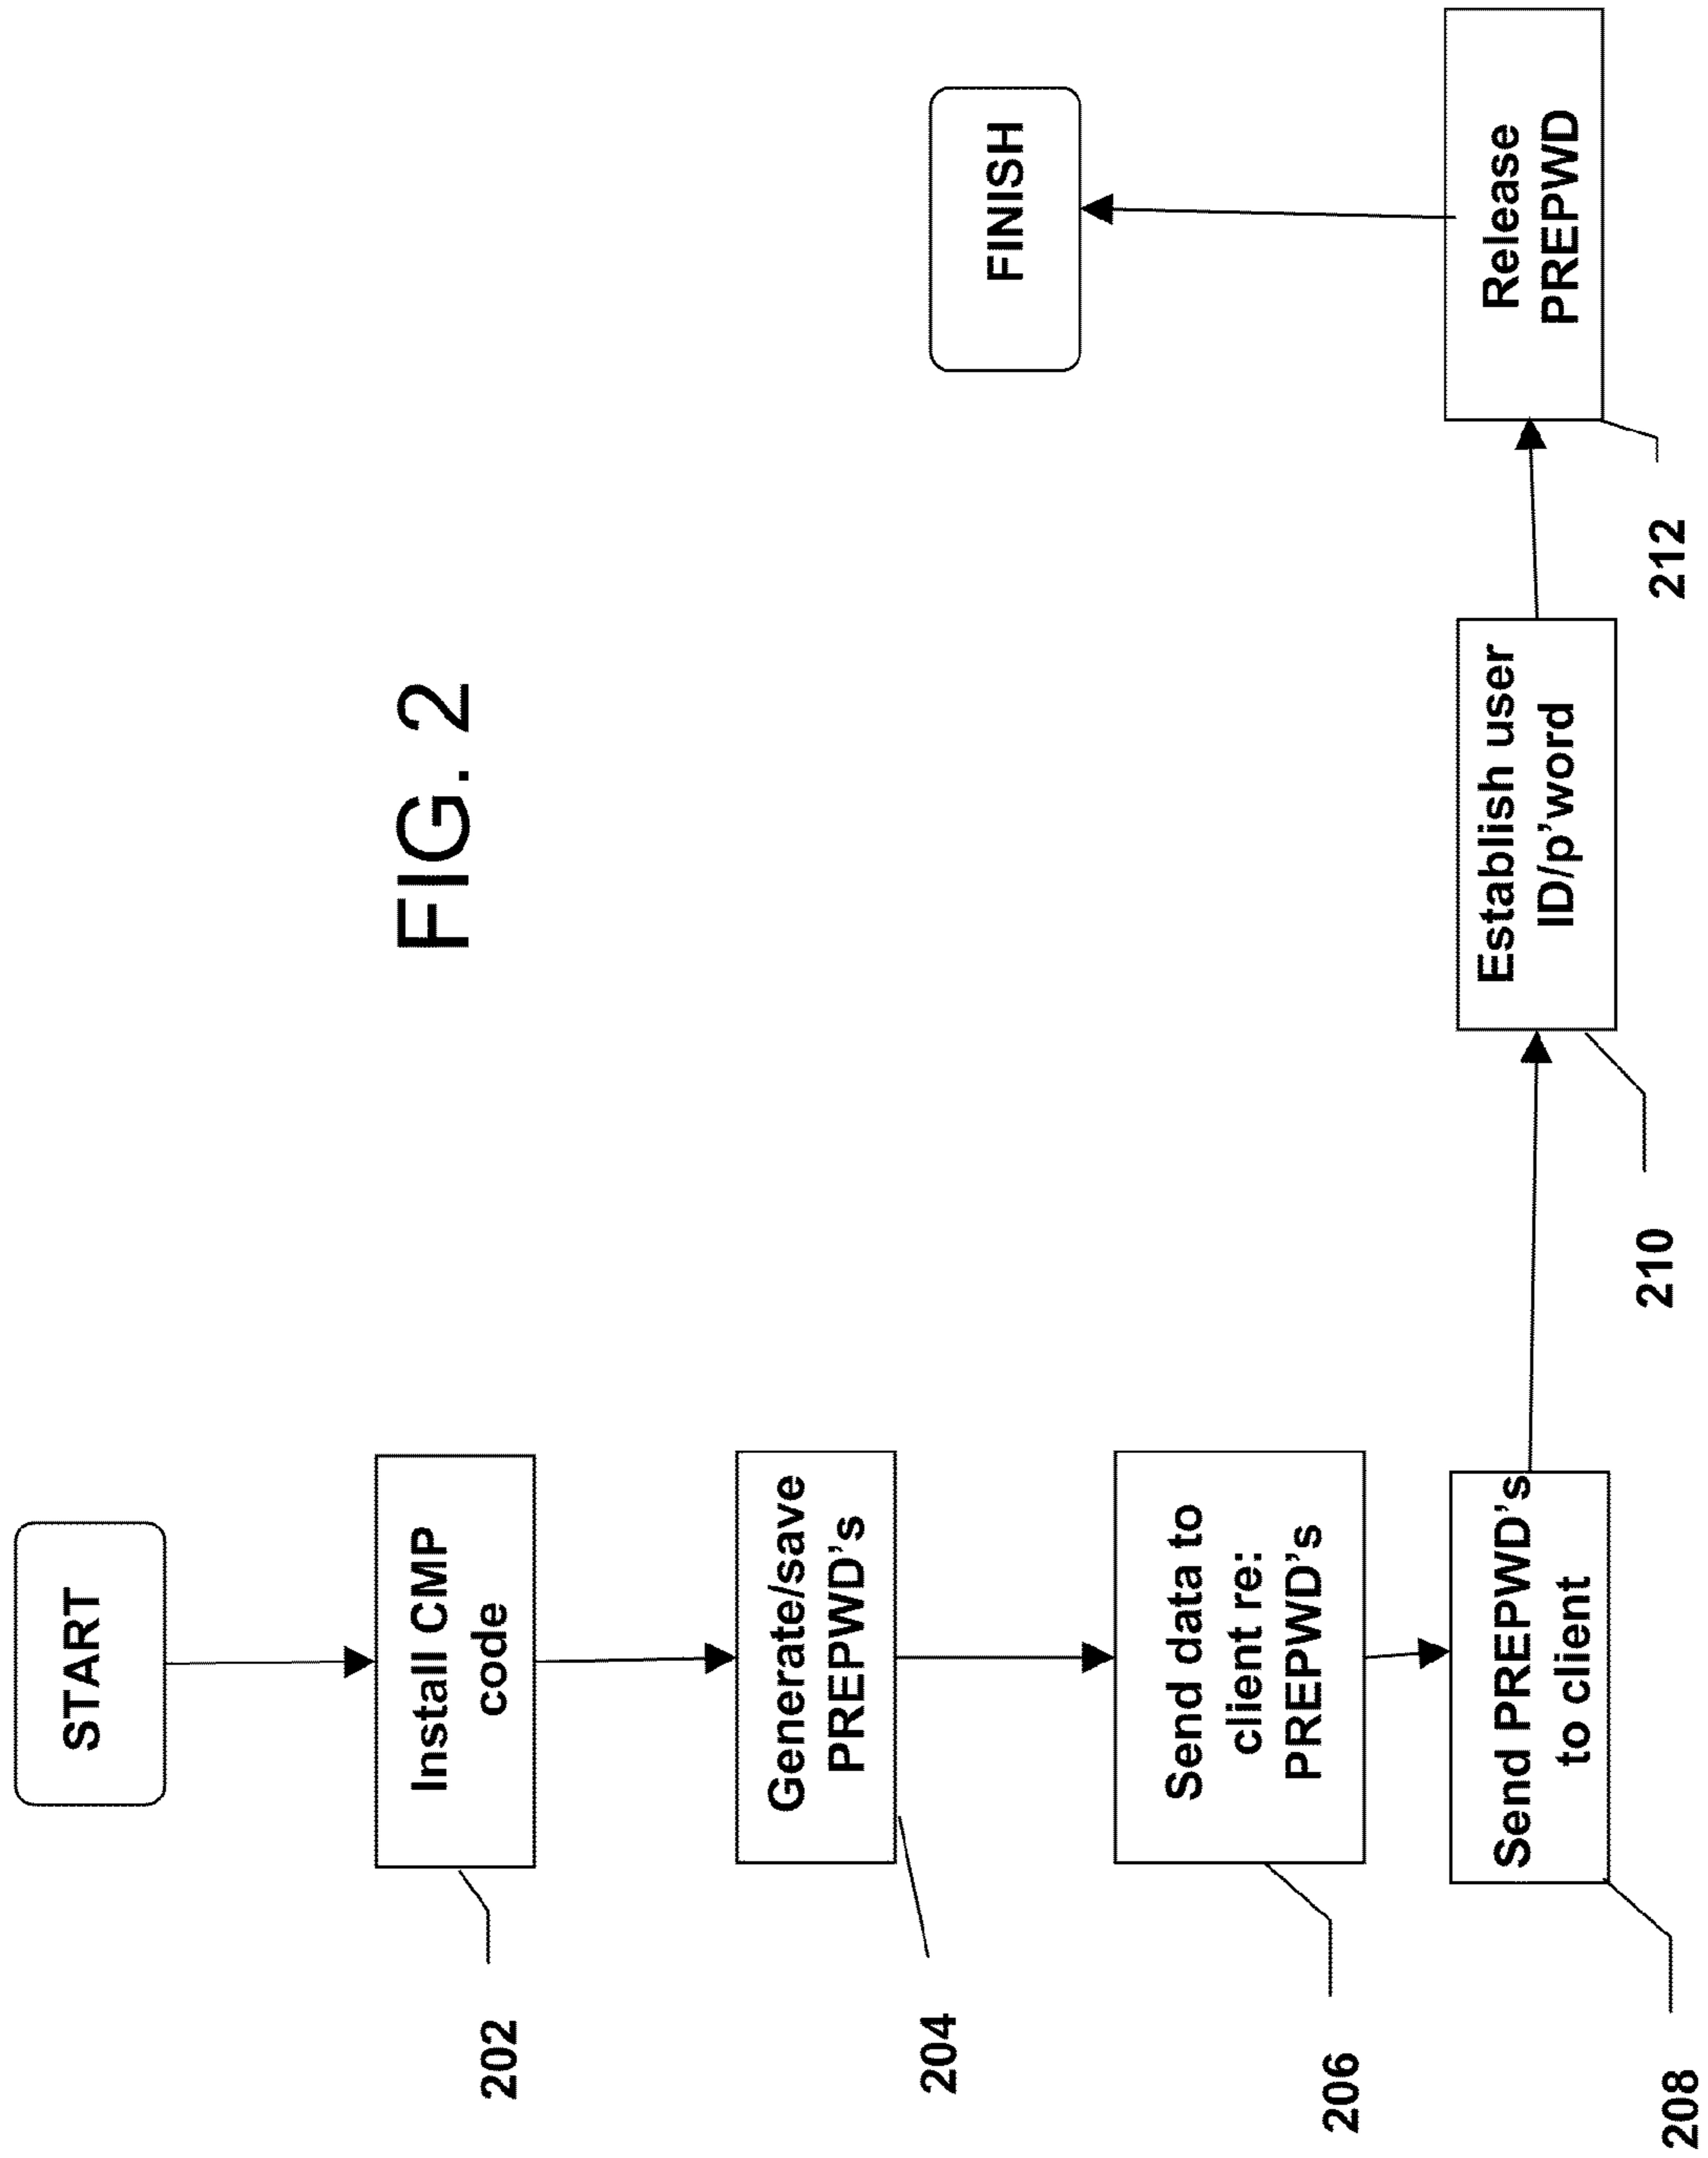 FIG. 2
START
Install CMP
code
202
Generate/save
PREPWD's
204
Send data to
client re:
PREPWD's
206
Send PREPWD's
to client
208
Establish user
ID/p'word
210
Release
PREPWD
212
FINISH